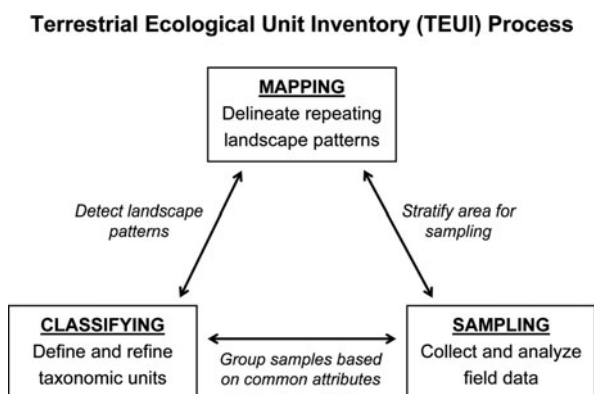 Terrestrial Ecological Unit Inventory (TEUI) Process
MAPPING
Delineate repeating
landscape patterns
Detect landscape
patterns
Stratify area for
sampling
CLASSIFYING
Define and refine
taxonomic units
Group samples based
on common attributes
SAMPLING
Collect and analyze
field data